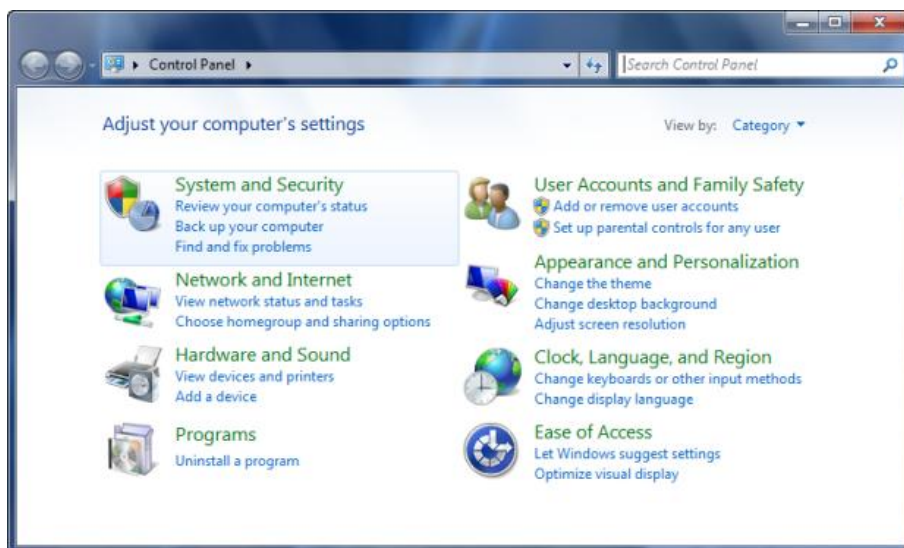 Control Panel
Search Control Panel
Adjust your computer's settings
View by: Category
System and Security
Review your computer's status
Back up your computer
Find and fix problems
Network and Internet
View network status and tasks
Choose homegroup and sharing options
Hardware and Sound
View devices and printers
Add a device
Programs
Uninstall a program
User Accounts and Family Safety
Add or remove user accounts
Set up parental controls for any user
Appearance and Personalization
Change the theme
Change desktop background
Adjust screen resolution
Clock, Language, and Region
Change keyboards or other input methods
Change display language
Ease of Access
Let Windows suggest settings
Optimize visual display